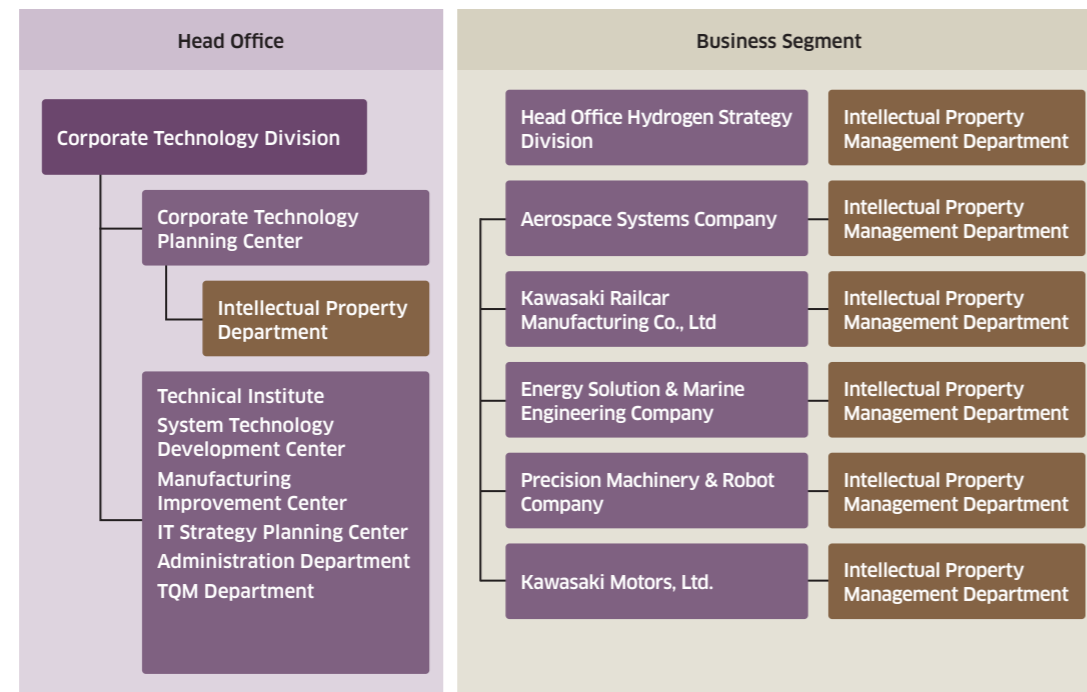 Head Office
Corporate Technology Division
Corporate Technology
Planning Center
Intellectual Property
Department
Technical Institute
System Technology
Development Center
Manufacturing
Improvement Center
IT Strategy Planning Center
Administration Department
TQM Department
Business Segment
Head Office Hydrogen Strategy
Division
Intellectual Property
Management Department
Aerospace Systems Company
Intellectual Property
Management Department
Kawasaki Railcar
Manufacturing Co., Ltd
Intellectual Property
Management Department
Energy Solution & Marine
Engineering Company
Intellectual Property
Management Department
Precision Machinery & Robot
Company
Intellectual Property
Management Department
Kawasaki Motors, Ltd.
Intellectual Property
Management Department